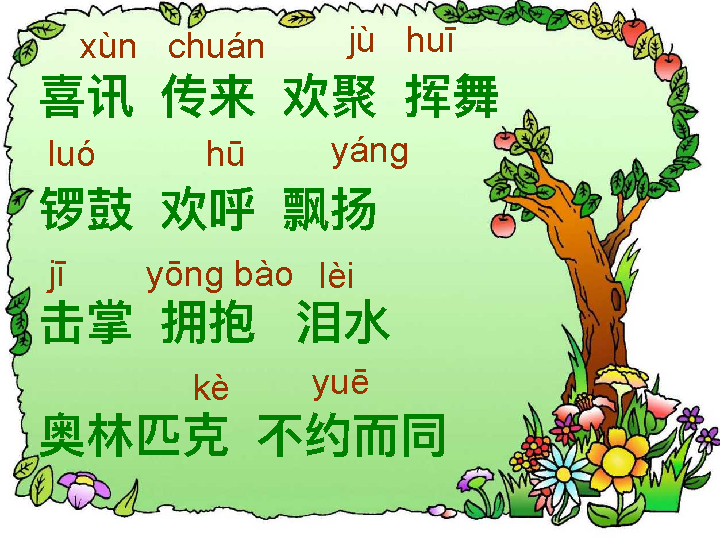 xùn chuán jù huī
喜讯 传来 欢聚 挥舞
luó hū yáng
锣鼓 欢呼 飘扬
jī yōng bào lèi
击掌 拥抱 泪水
kè yuē
奥林匹克 不约而同